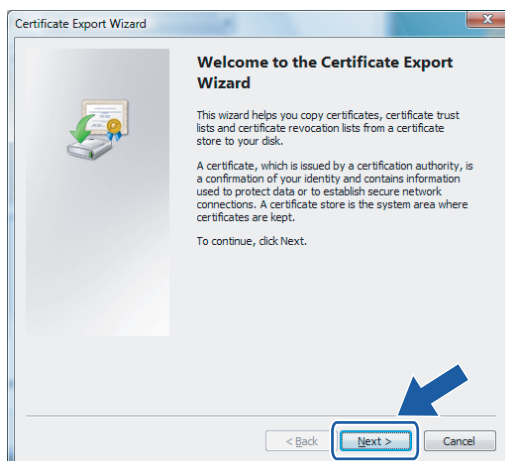 Certificate Export Wizard
Welcome to the Certificate Export
Wizard
This wizard helps you copy certificates, certificate trust
lists and certificate revocation lists from a certificate
store to your disk.
A certificate, which is issued by a certification authority, is
a confirmation of your identity and contains information
used to protect data or to establish secure network
connections. A certificate store is the system area where
certificates are kept.
To continue, click Next.
< Back
Next >
Cancel